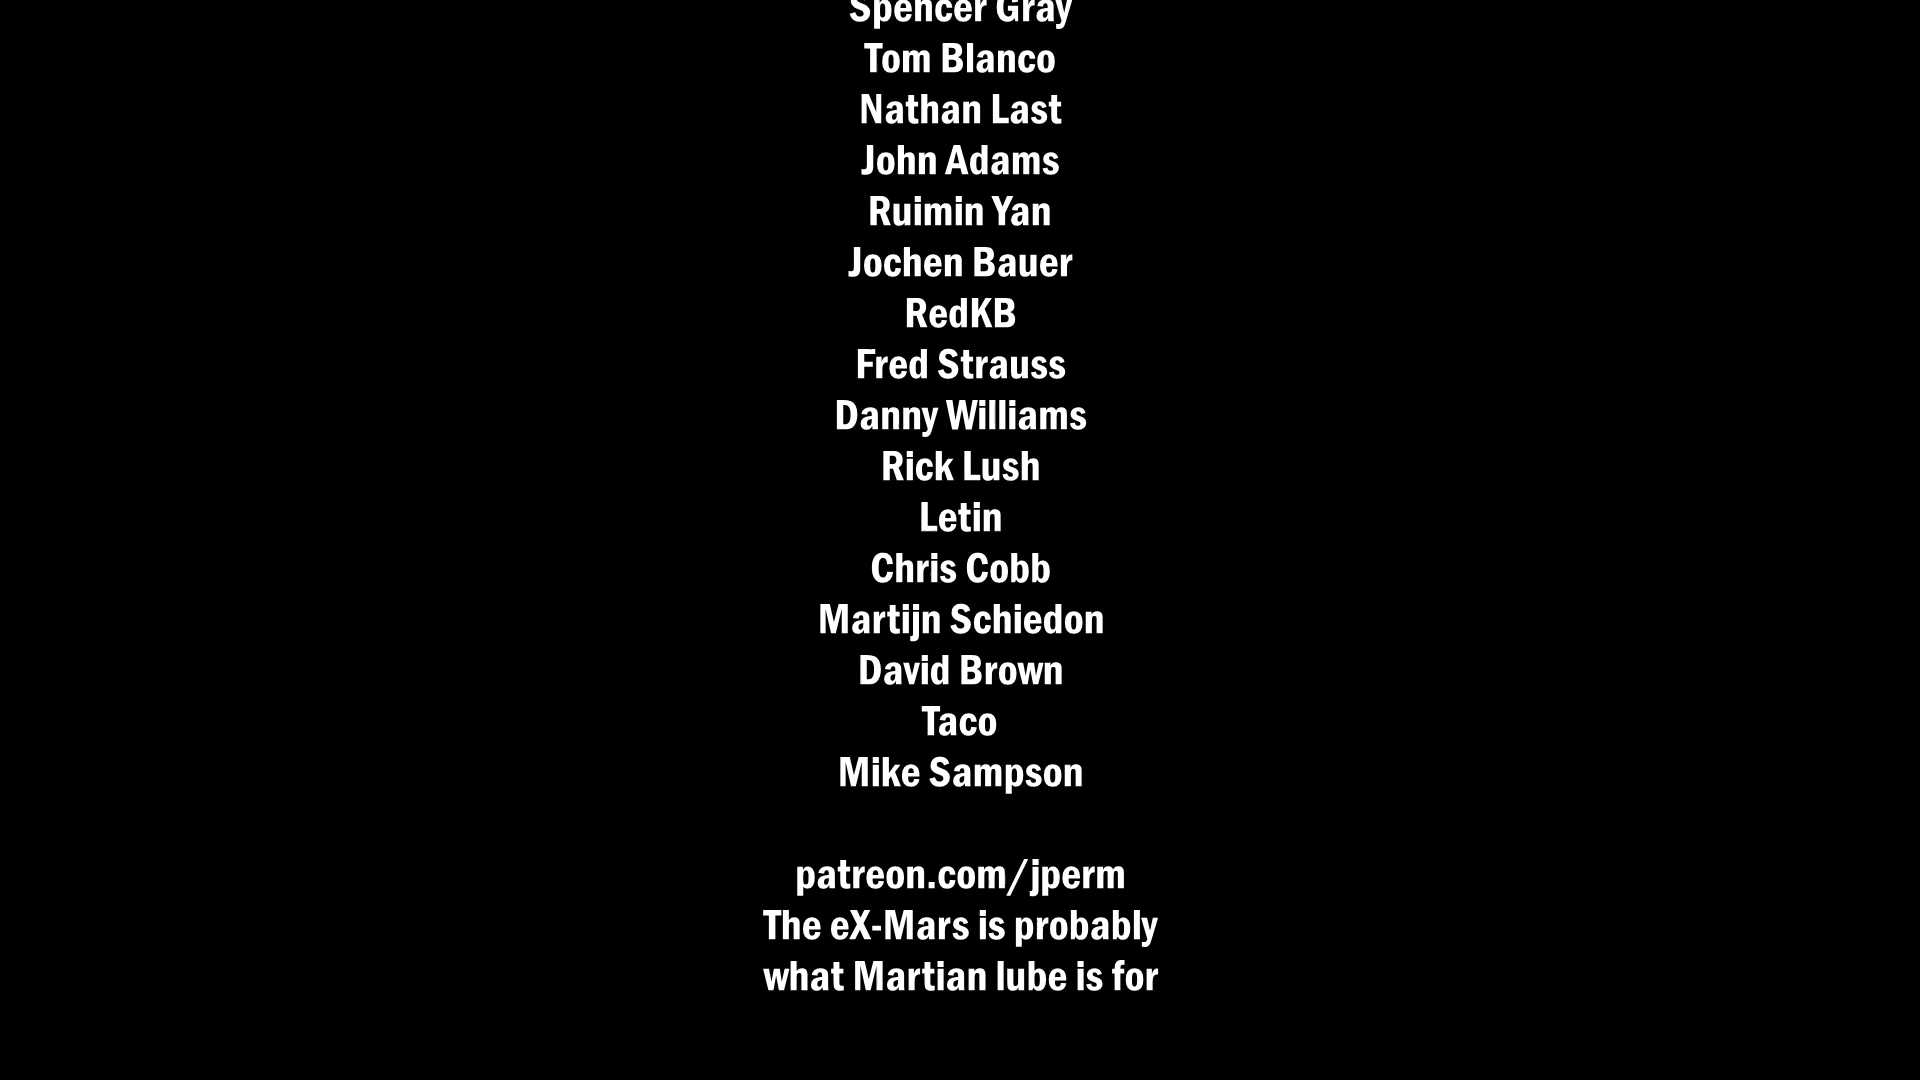 Spencer Gray
Tom Blanco
Nathan Last
John Adams
Ruimin Yan
Jochen Bauer
RedKB
Fred Strauss
Danny Williams
Rick Lush
Letin
Chris Cobb
Martijn Schiedon
David Brown
Taco
Mike Sampson
patreon.com/jperm
The eX-Mars is probably
what Martian lube is for